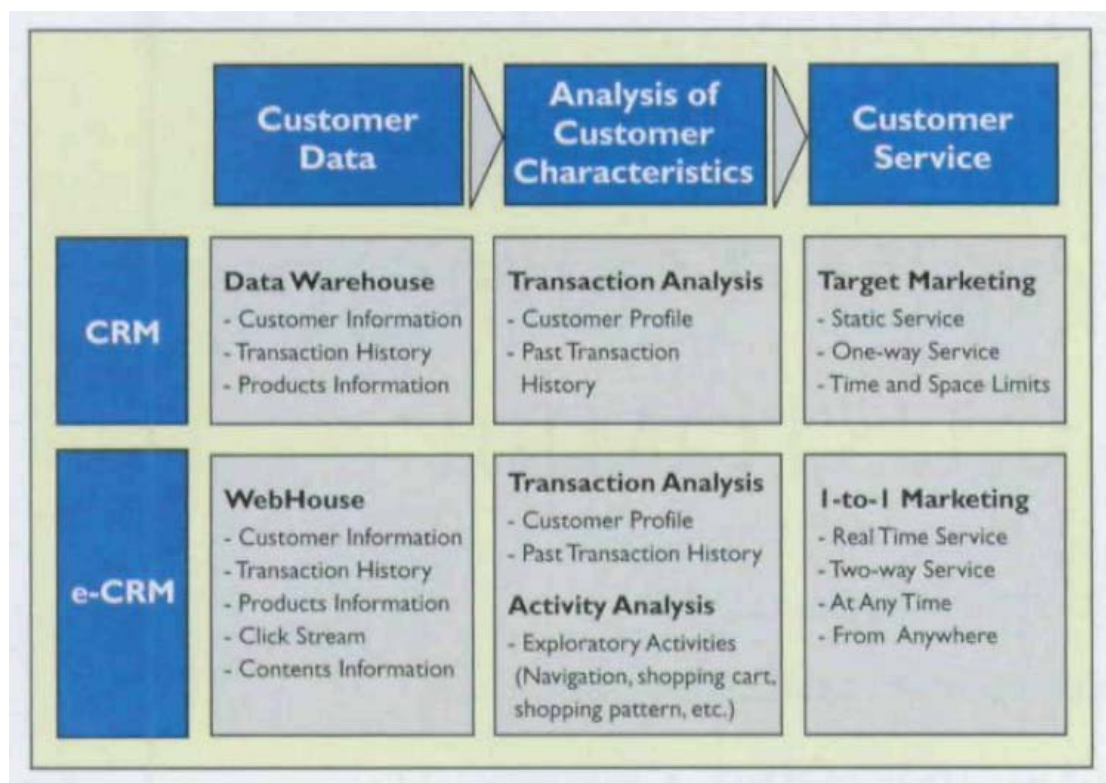 Customer
Data
Analysis of
Customer
Characteristics
Customer
Service
CRM
Data Warehouse
- Customer Information
- Transaction History
- Products Information
Transaction Analysis
- Customer Profile
- Past Transaction
History
Target Marketing
- Static Service
- One-way Service
- Time and Space Limits
e-CRM
WebHouse
- Customer Information
- Transaction History
- Products Information
- Click Stream
- Contents Information
Transaction Analysis
- Customer Profile
- Past Transaction History
Activity Analysis
- Exploratory Activities
(Navigation, shopping cart,
shopping pattern, etc.)
1-to-1 Marketing
- Real Time Service
- Two-way Service
- At Any Time
- From Anywhere